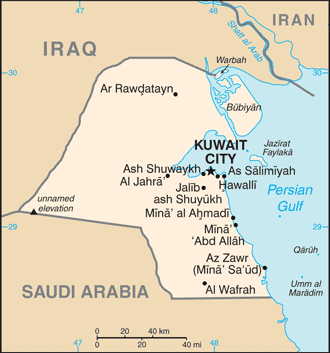 48
IRAQ
IRAN
Shatt al Arab
Warbah
30
30
Ar Rawḑatayn
Būbiyān
KUWAIT
CITY
Jazīrat
Faylakā
Ash Shuwaykh
As Sālimīyah
Al Jahrā'
Ḩawallī
Jalīb
ash Shuyūkh
Persian
Gulf
unnamed
elevation
Mīnā' al Aḩmadī
Mīnā'
'Abd Allāh
29
29
Qārūh
Az Zawr
(Mīnā' Sa'ūd)
Umm al
Marādim
SAUDI ARABIA
Al Wafrah
0 20 40 km
0 20 40 mi
48